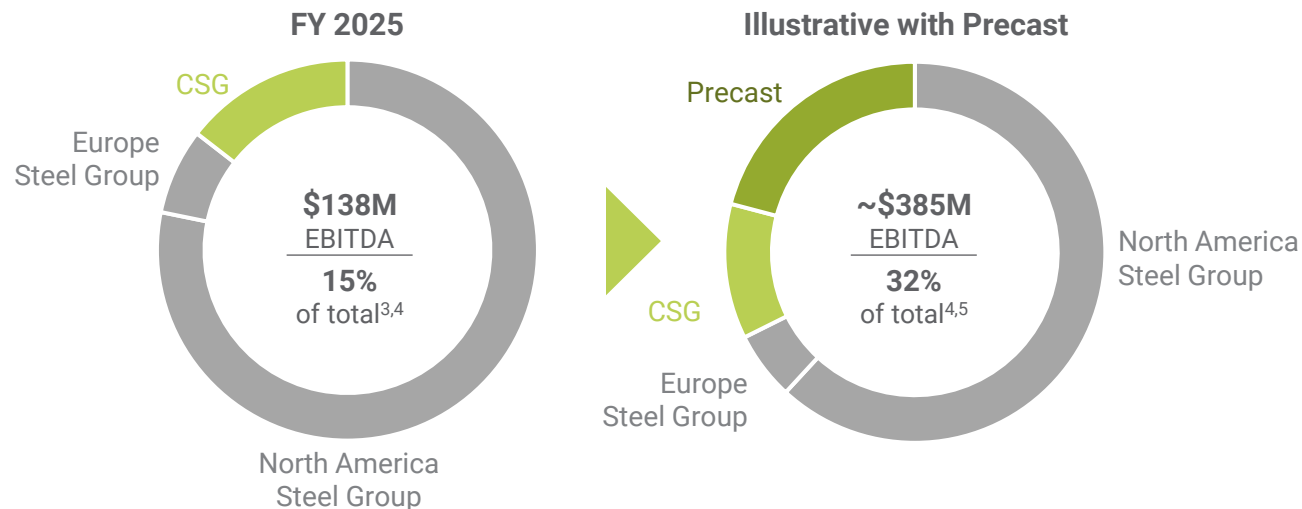 FY 2025
CSG
Europe
Steel Group
$138M
EBITDA
15%
of total3,4
North America
Steel Group
Illustrative with Precast
Precast
~$385M
EBITDA
32%
of total4,5
North America
Steel Group
CSG
Europe
Steel Group